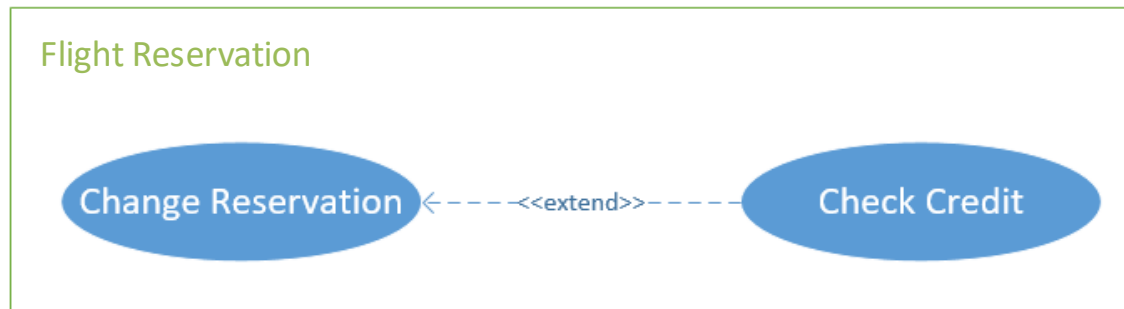 Flight Reservation
Change Reservation
<<extend>>
Check Credit